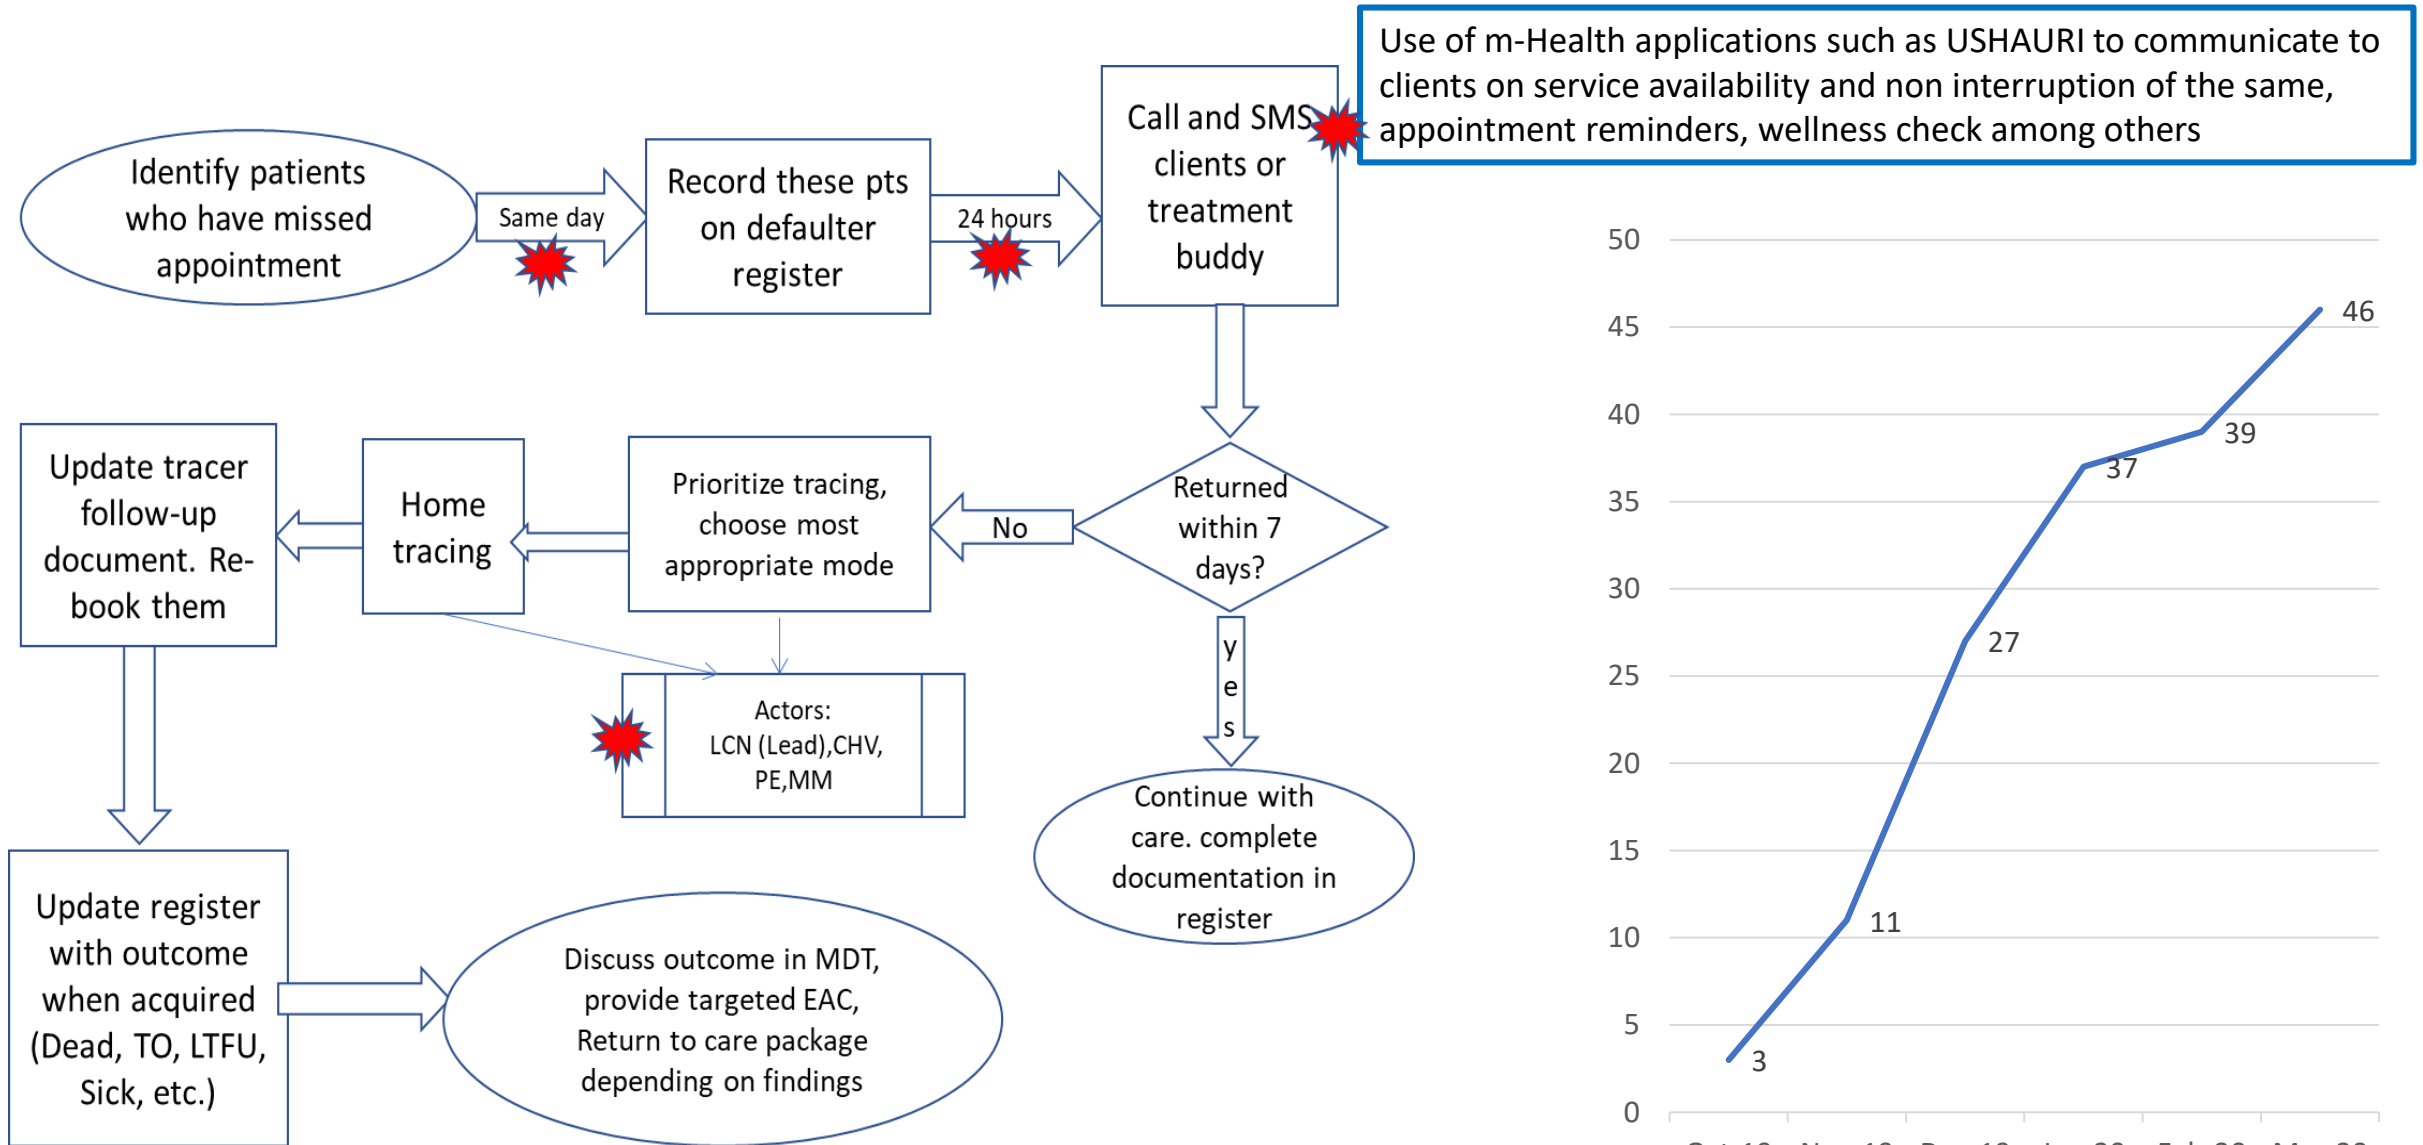 Use of m-Health applications such as USHAURI to communicate to
clients on service availability and non interruption of the same,
appointment reminders, wellness check among others
Identify patients
who have missed
appointment
Same day
Record these pts
on defaulter
register
24 hours
Call and SMS
clients or
treatment
buddy
Returned
within 7
days?
No
Prioritize tracing,
choose most
appropriate mode
Home
tracing
Update tracer
follow-up
document. Re-
book them
Actors:
LCN (Lead),CHV,
PE,MM
y
e
s
Continue with
care. complete
documentation in
register
Update register
with outcome
when acquired
(Dead, TO, LTFU,
Sick, etc.)
Discuss outcome in MDT,
provide targeted EAC,
Return to care package
depending on findings
50
45
40
35
30
25
20
15
10
5
0
3
11
27
37
39
46